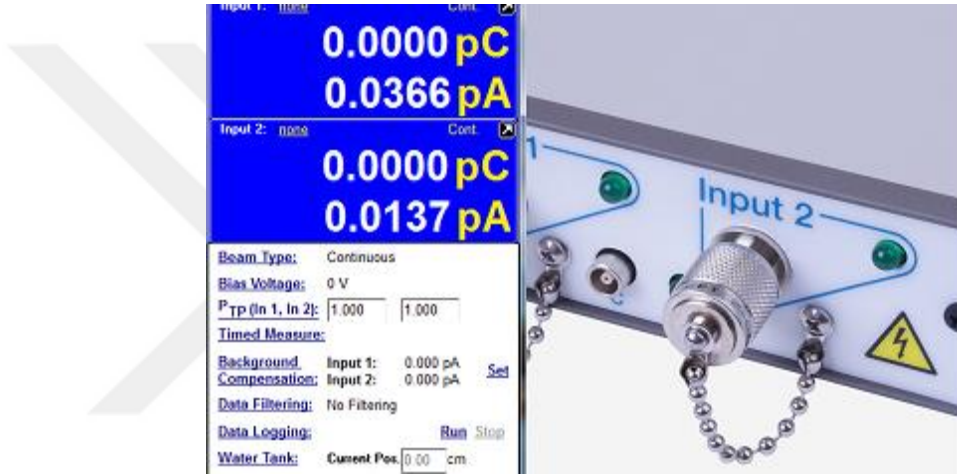 Input 1: none Cont.
0.0000 pC
0.0366 pA
Input 2: none Cont.
0.0000 pC
0.0137 pA
Beam Type: Continuous
Bias Voltage: 0 V
PTP (In 1, In 2): 1.000 1.000
Timed Measure:
Background Input 1: 0.000 pA
Compensation: Input 2: 0.000 pA Set
Data Filtering: No Filtering
Data Logging: Run Stop
Water Tank: Current Pos. 0.00 cm
1
Input 2